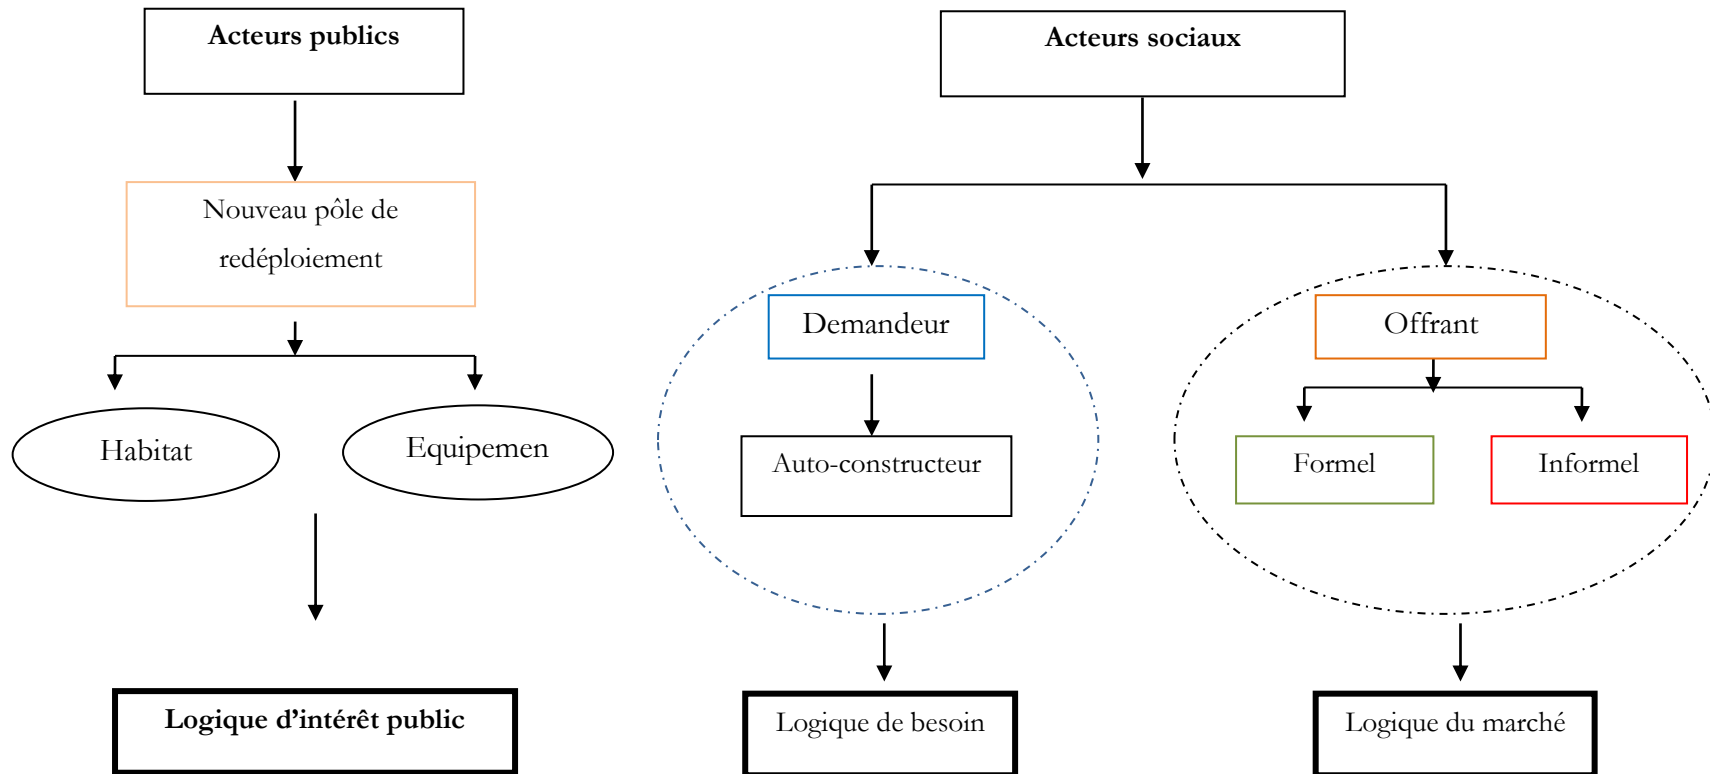 Acteurs publics
Acteurs sociaux
Nouveau pôle de
redéploiement
Demandeur
Offrant
Habitat
Equipemen
Auto-constructeur
Formel
Informel
Logique d’intérêt public
Logique de besoin
Logique du marché